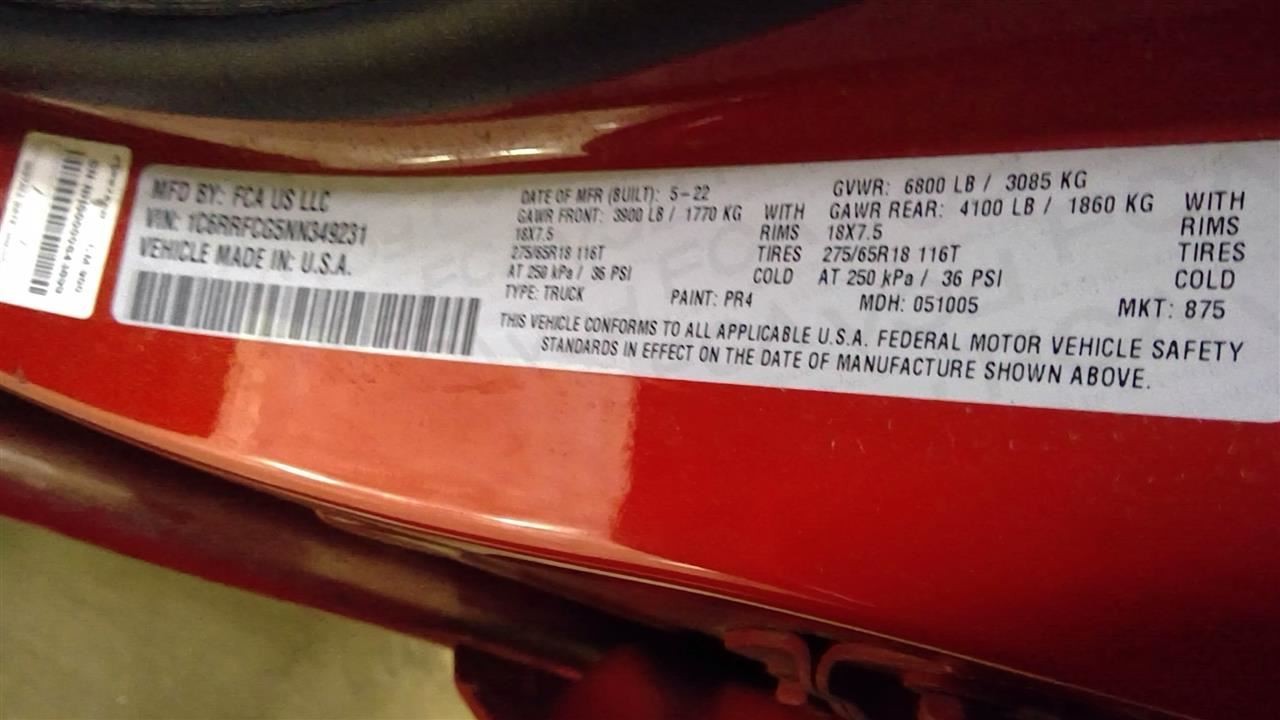 MFD BY: FCA US LLC
VIN: 1C6RRFCG5NN349231
VEHICLE MADE IN: U.S.A.
DATE OF MFR (BUILT): 5-22
GVWR: 6800 LB / 3085 KG
GAWR FRONT: 3900 LB / 1770 KG WITH
GAWR REAR: 4100 LB / 1860 KG WITH
18X7.5 RIMS 18X7.5 RIMS
275/65R18 116T TIRES 275/65R18 116T TIRES
AT 250 kPa / 36 PSI COLD AT 250 kPa / 36 PSI COLD
TYPE: TRUCK PAINT: PR4 MDH: 051005 MKT: 875
THIS VEHICLE CONFORMS TO ALL APPLICABLE U.S.A. FEDERAL MOTOR VEHICLE SAFETY
STANDARDS IN EFFECT ON THE DATE OF MANUFACTURE SHOWN ABOVE.